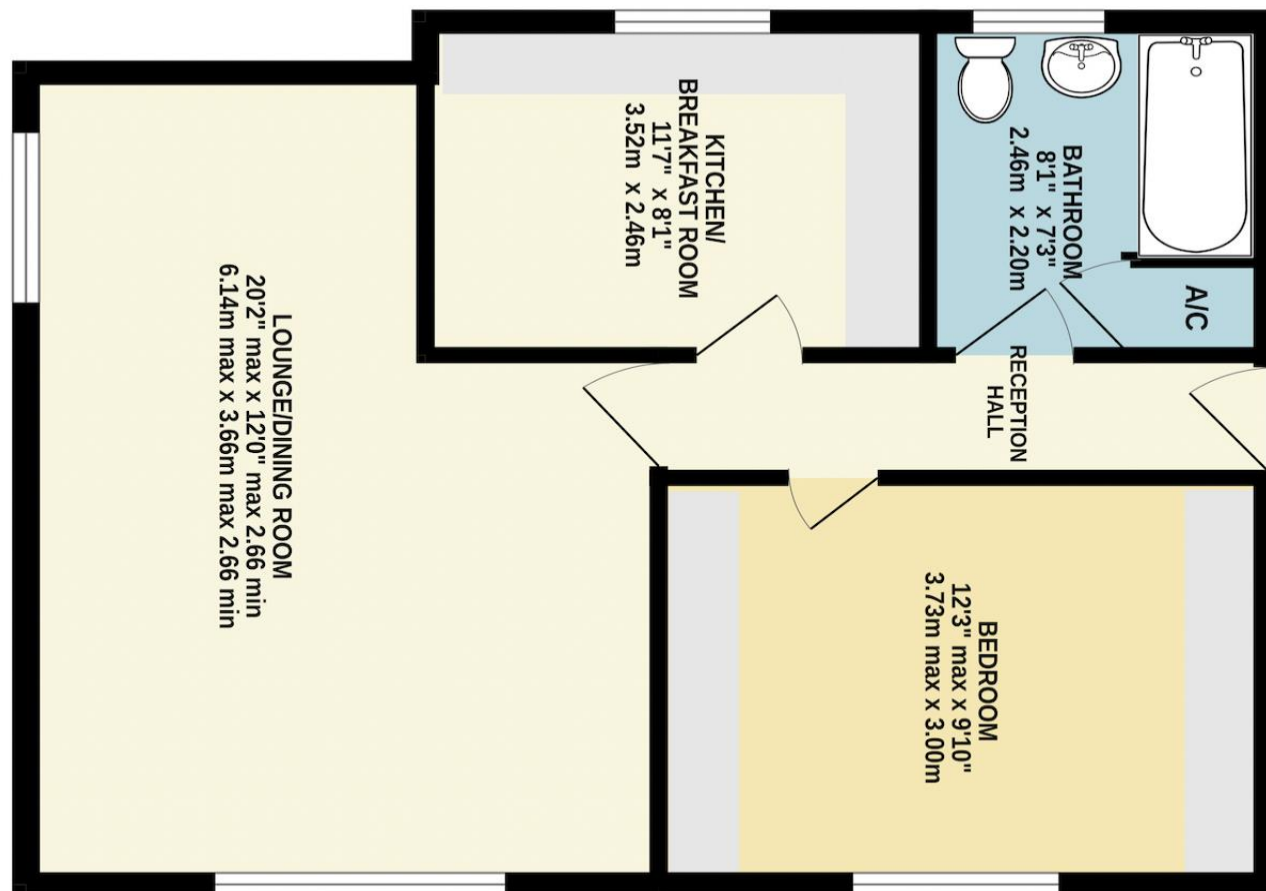 KITCHEN/
BREAKFAST ROOM
11'7" x 8'1"
3.52m x 2.46m
BATHROOM
8'1" x 7'3"
2.46m x 2.20m
A/C
RECEPTION
HALL
LOUNGE/DINING ROOM
20'2" max x 12'0" max 2.66 min
6.14m max x 3.66m max 2.66 min
BEDROOM
12'3" max x 9'10"
3.73m max x 3.00m